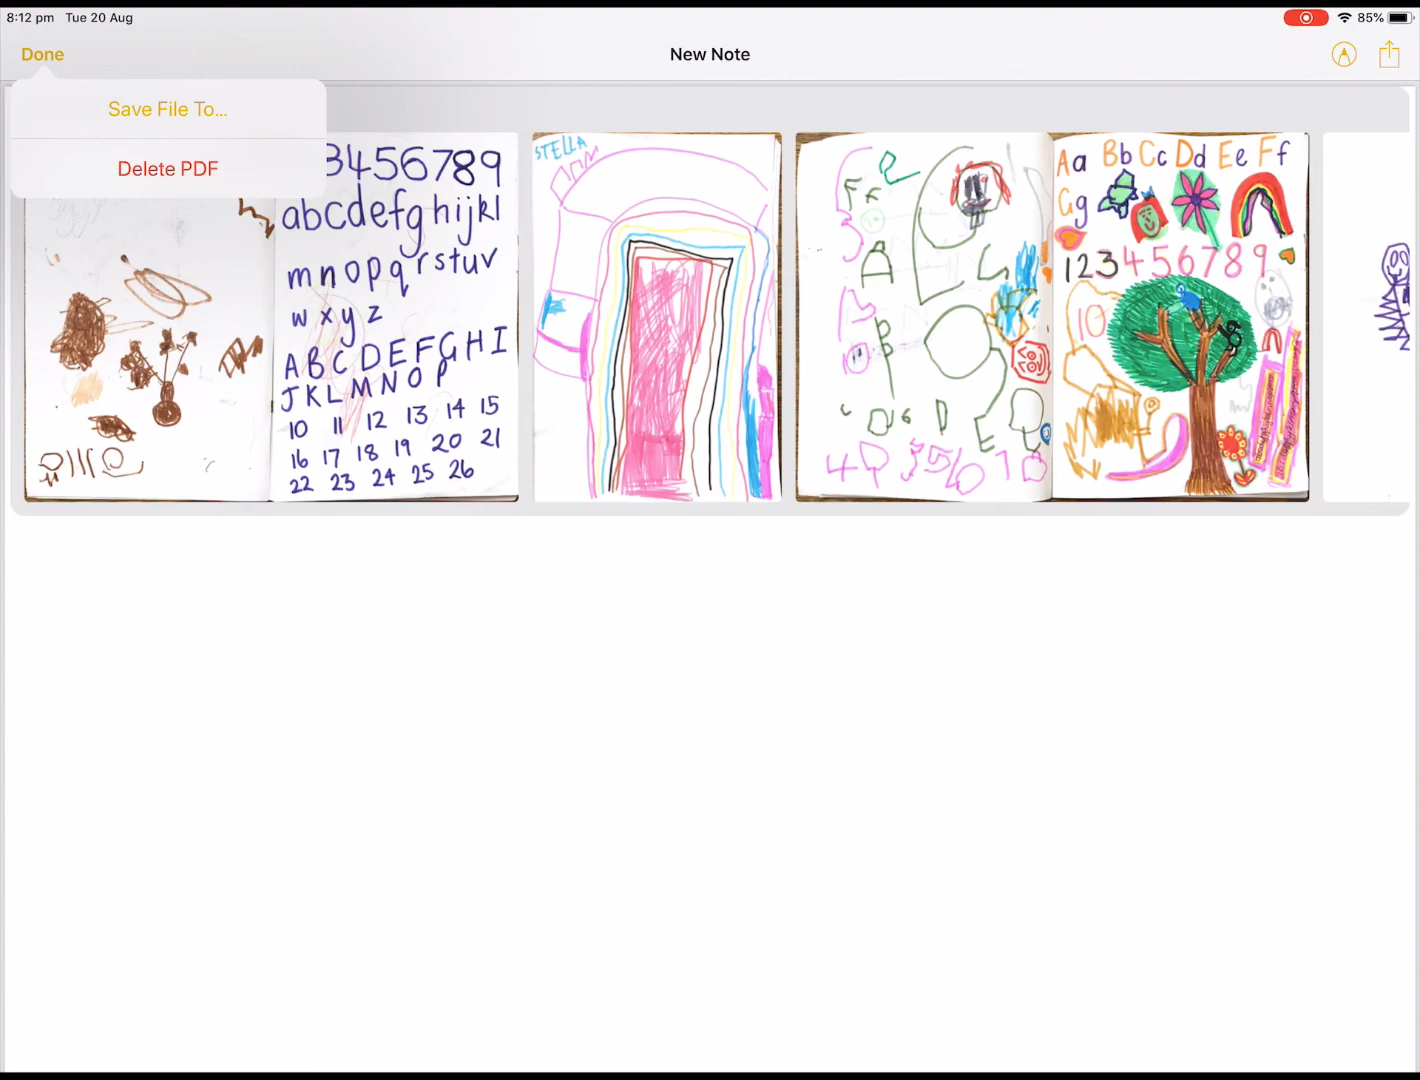 8:12 pm Tue 20 Aug
85%
Done
New Note
Save File To...
Delete PDF
3456789
abcdefghijkl
mnopqrstuv
wxyz
ABCDEFGHI
JKLMNOP
10 11 12 13 14 15
16 17 18 19 20 21
22 23 24 25 26
STELLA
Aa Bb Cc Dd Ee Ff
Gg
123456789
10